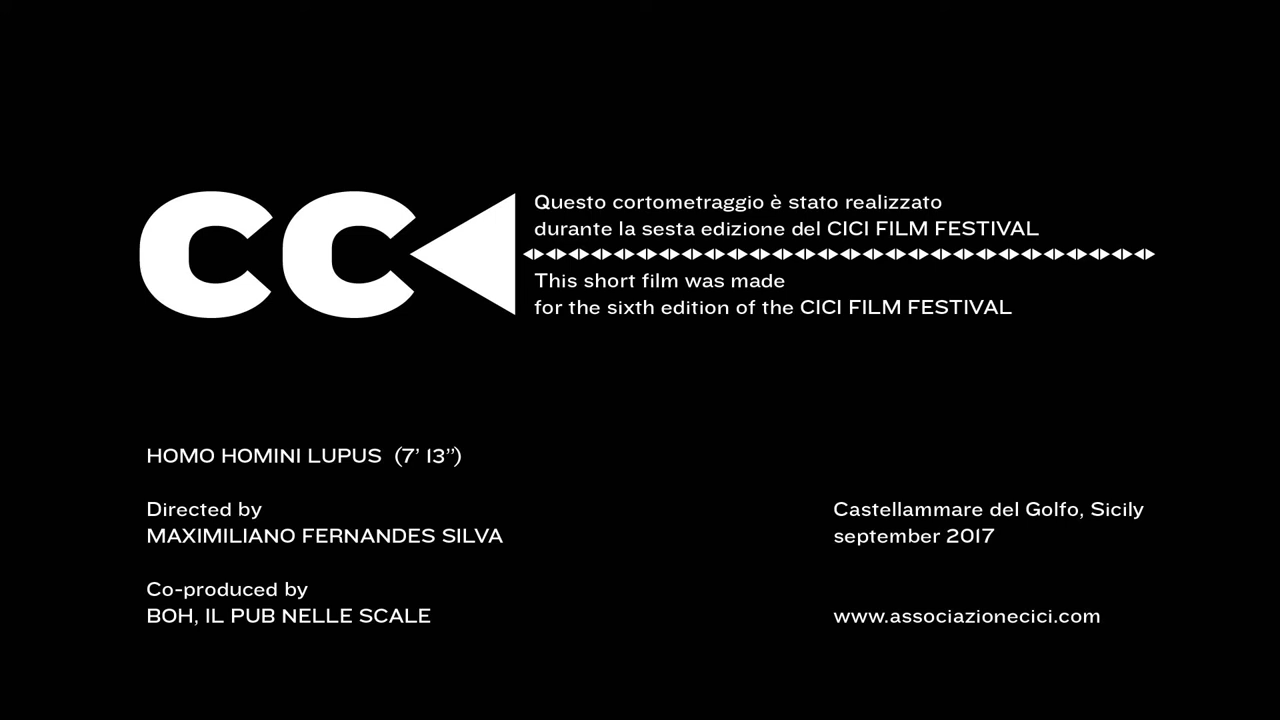 CC
Questo cortometraggio è stato realizzato
durante la sesta edizione del CICI FILM FESTIVAL
This short film was made
for the sixth edition of the CICI FILM FESTIVAL
HOMO HOMINI LUPUS (7’ 13”)
Directed by
MAXIMILIANO FERNANDES SILVA
Co-produced by
BOH, IL PUB NELLE SCALE
Castellammare del Golfo, Sicily
september 2017
www.associazionecici.com